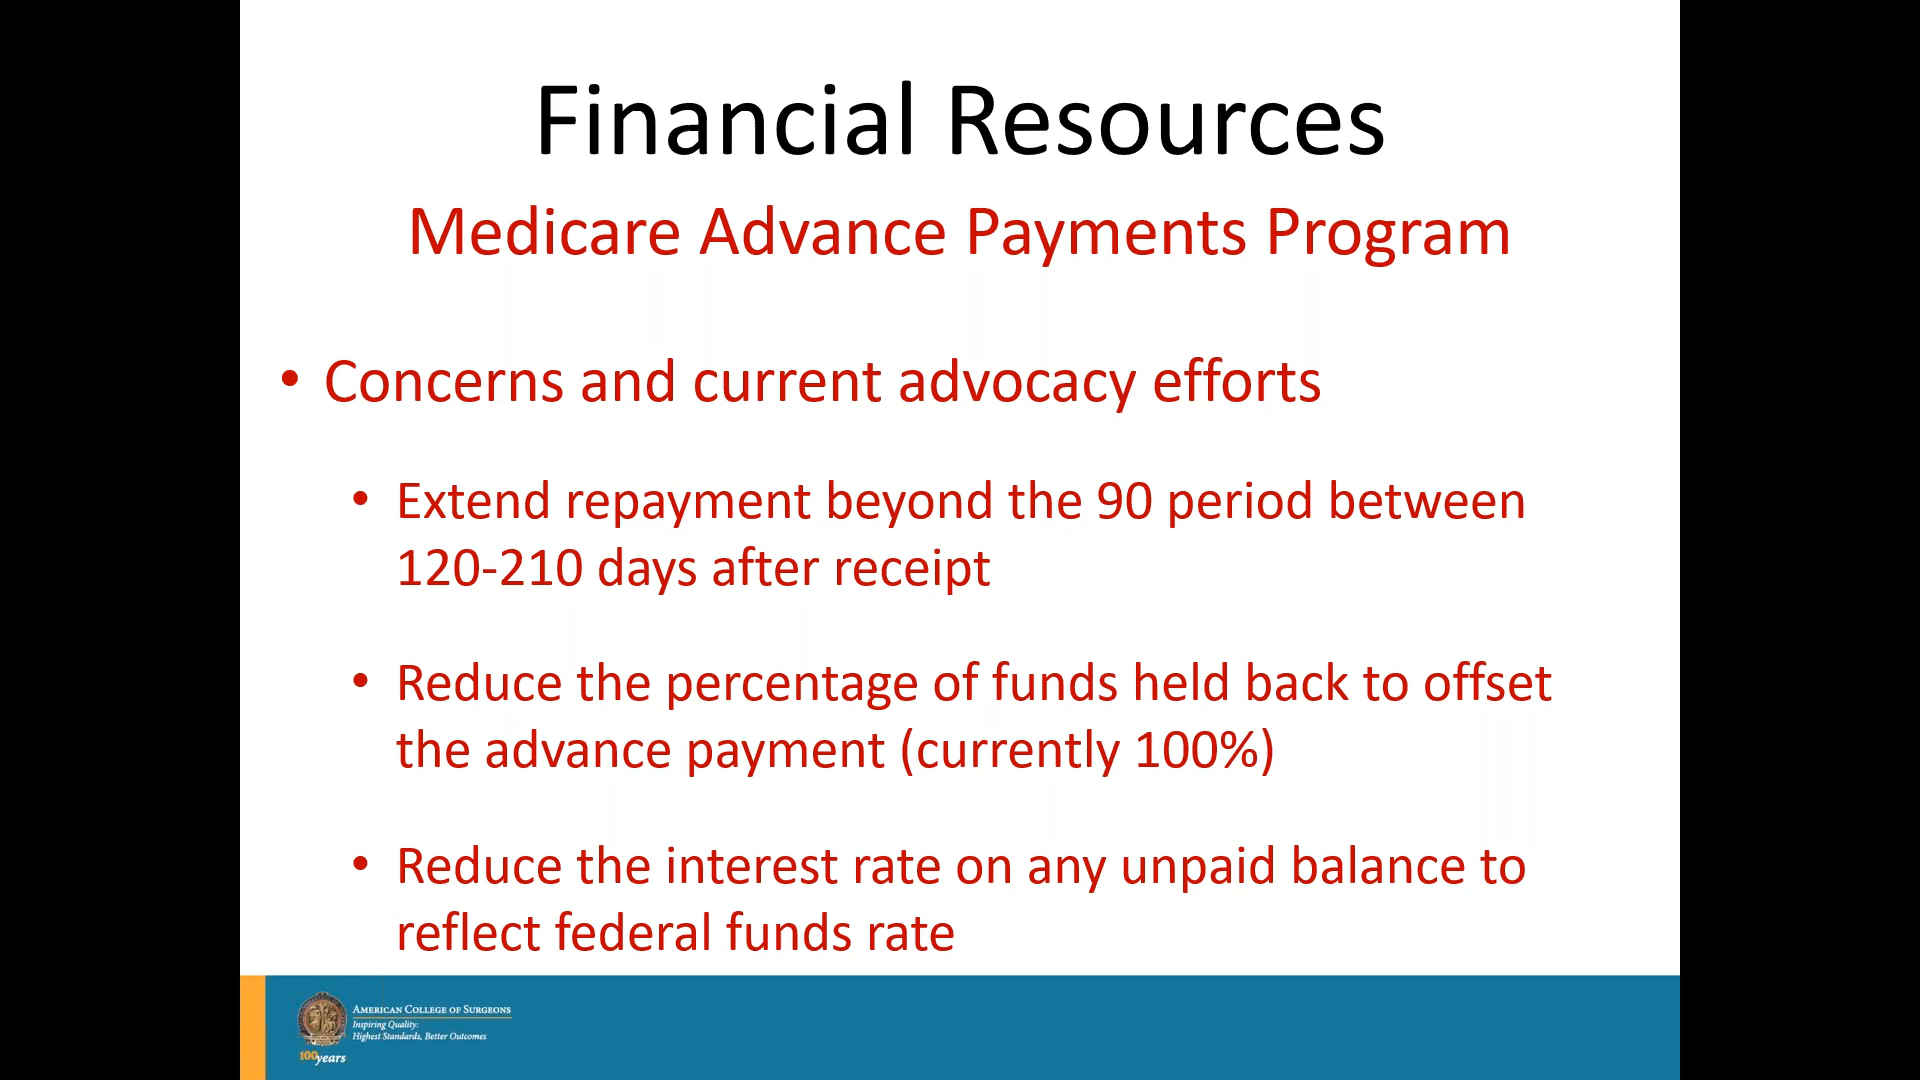 Financial Resources
Medicare Advance Payments Program
• Concerns and current advocacy efforts
• Extend repayment beyond the 90 period between
120-210 days after receipt
• Reduce the percentage of funds held back to offset
the advance payment (currently 100%)
• Reduce the interest rate on any unpaid balance to
reflect federal funds rate
AMERICAN COLLEGE OF SURGEONS
Inspiring Quality:
Highest Standards, Better Outcomes
100years